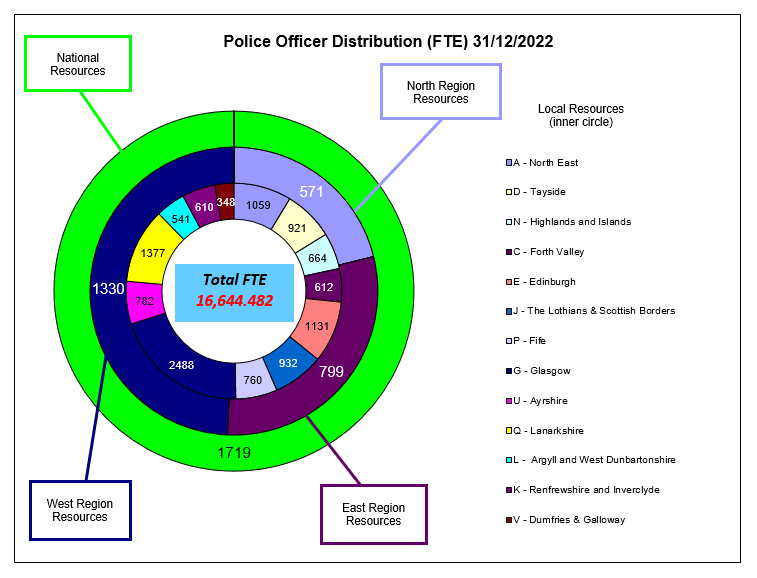 Police Officer Distribution (FTE) 31/12/2022
National
Resources
North Region
Resources
Local Resources
(inner circle)
A - North East
D - Tayside
N - Highlands and Islands
C - Forth Valley
E - Edinburgh
J - The Lothians & Scottish Borders
P - Fife
G - Glasgow
U - Ayrshire
Q - Lanarkshire
L -  Argyll and West Dunbartonshire
K - Renfrewshire and Inverclyde
V - Dumfries & Galloway
571
1059
921
664
612
1131
932
760
2488
782
1377
541
610
348
1330
799
1719
Total FTE
16,644.482
West Region
Resources
East Region
Resources